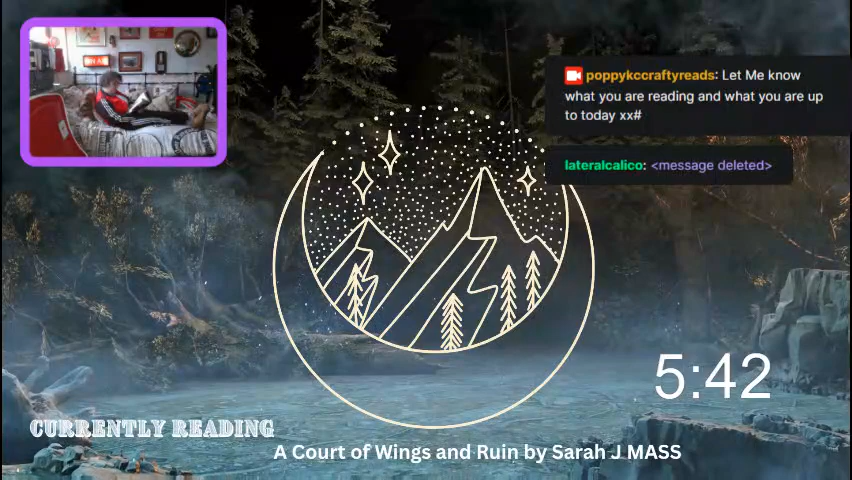 poppykccraftyreads: Let Me know
what you are reading and what you are up
to today xx#
lateralcalico: <message deleted>
5:42
CURRENTLY READING
A Court of Wings and Ruin by Sarah J MASS